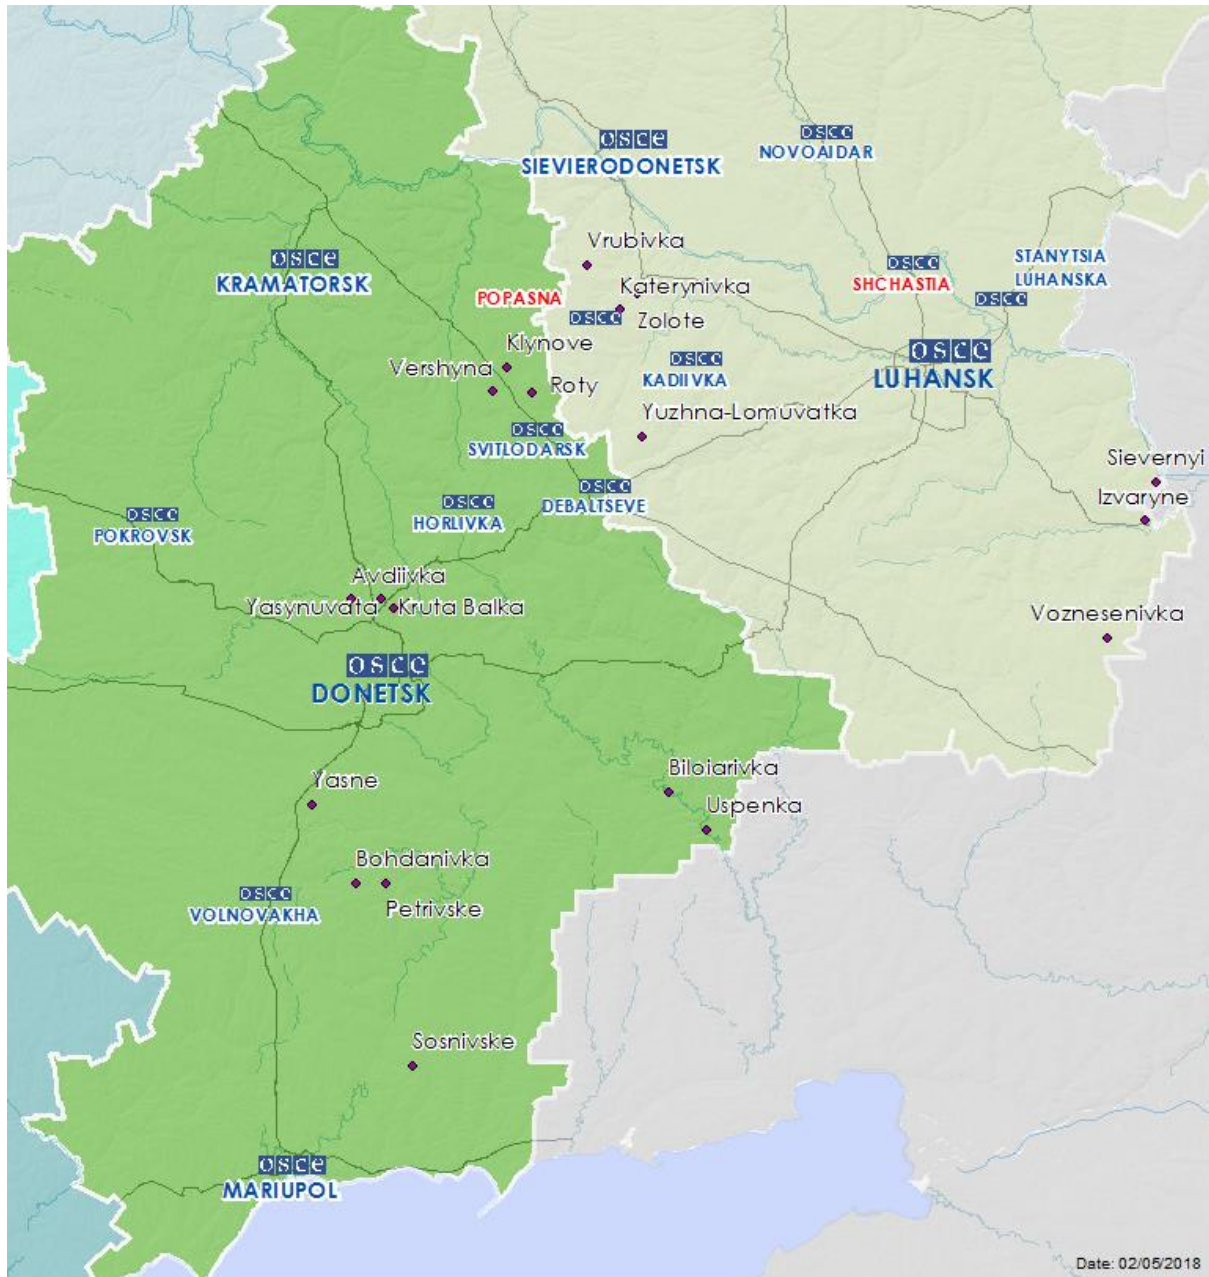 OSCE
SIEVIERODONETSK
OSCE
NOVOAIDAR
OSCE
KRAMATORSK
Vrubivka
OSCE
SHCHASTIA
STANYTSIA
LUHANSKA
OSCE
POPASNA
OSCE
Katerynivka
Zolote
Klynove
Vershyna
Roty
OSCE
KADIIVKA
OSCE
LUHANSK
Yuzhna-Lomuvatka
OSCE
SVITLODARSK
Sievernyi
Izvaryne
OSCE
DEBALTSEVE
OSCE
HORLIVKA
OSCE
POKROVSK
Avdiivka
Yasynuvata
Kruta Balka
Voznesenivka
OSCE
DONETSK
Yasne
Biloiarivka
Uspenka
Bohdanivka
Petrivske
OSCE
VOLNOVAKHA
Sosnivske
OSCE
MARIUPOL
Date: 02/05/2018